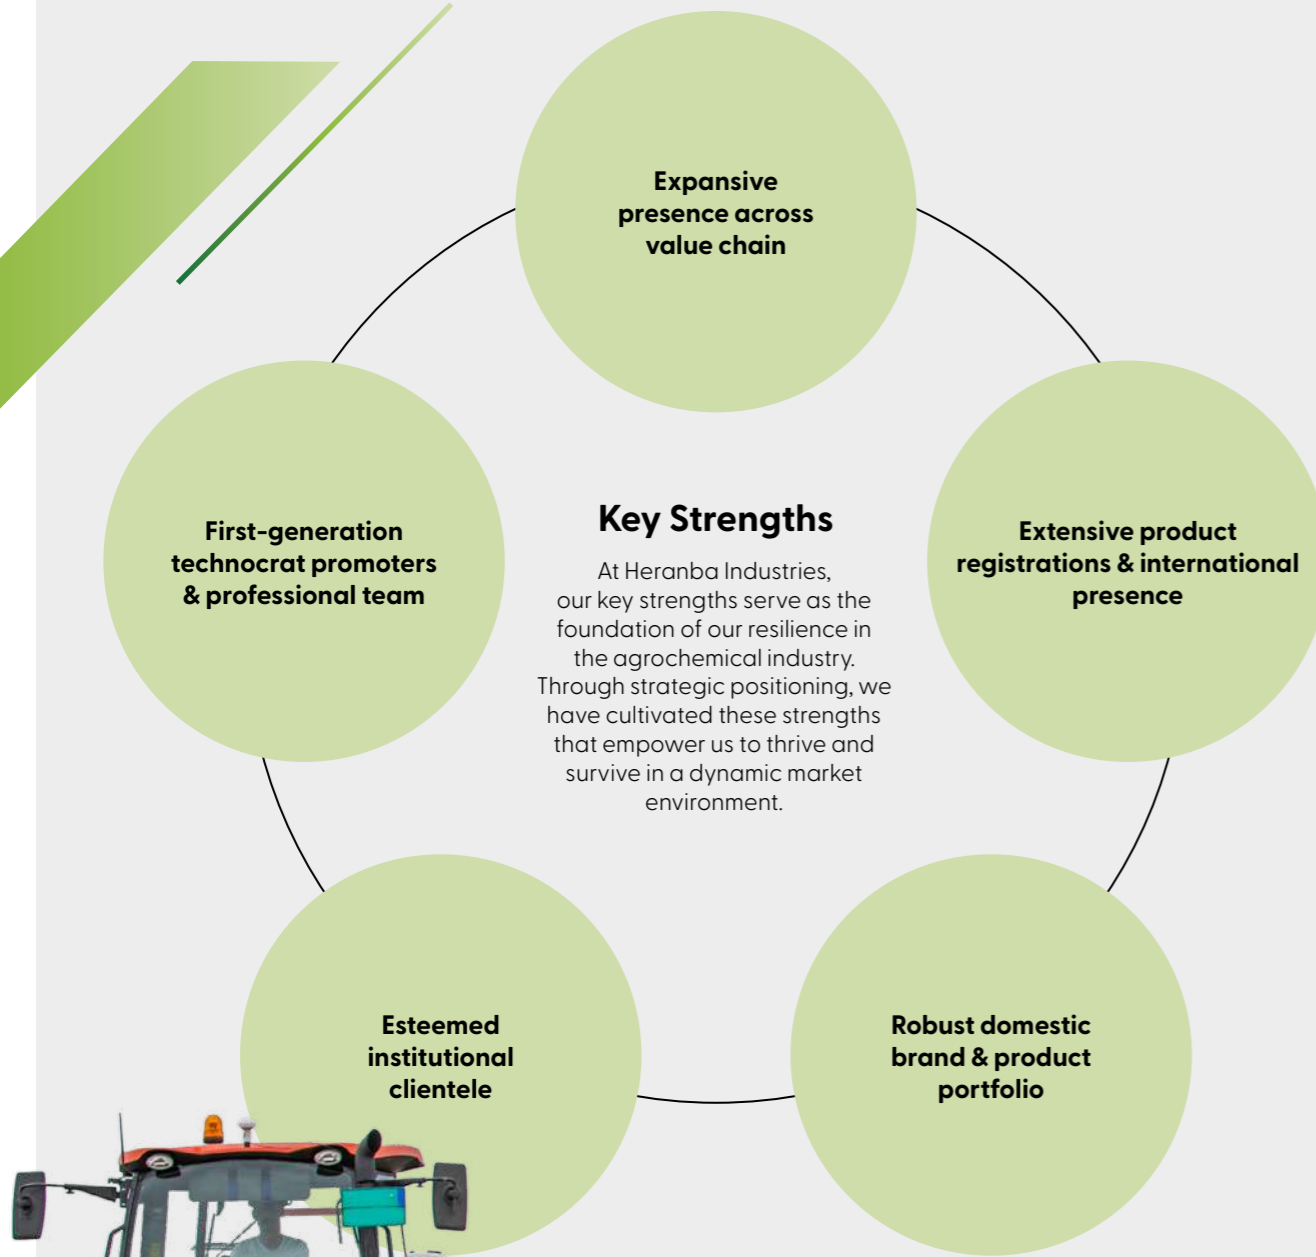 Expansive
presence across
value chain
First-generation
technocrat promoters
& professional team
Key Strengths
At Heranba Industries,
our key strengths serve as the
foundation of our resilience in
the agrochemical industry.
Through strategic positioning, we
have cultivated these strengths
that empower us to thrive and
survive in a dynamic market
environment.
Extensive product
registrations & international
presence
Esteemed
institutional
clientele
Robust domestic
brand & product
portfolio